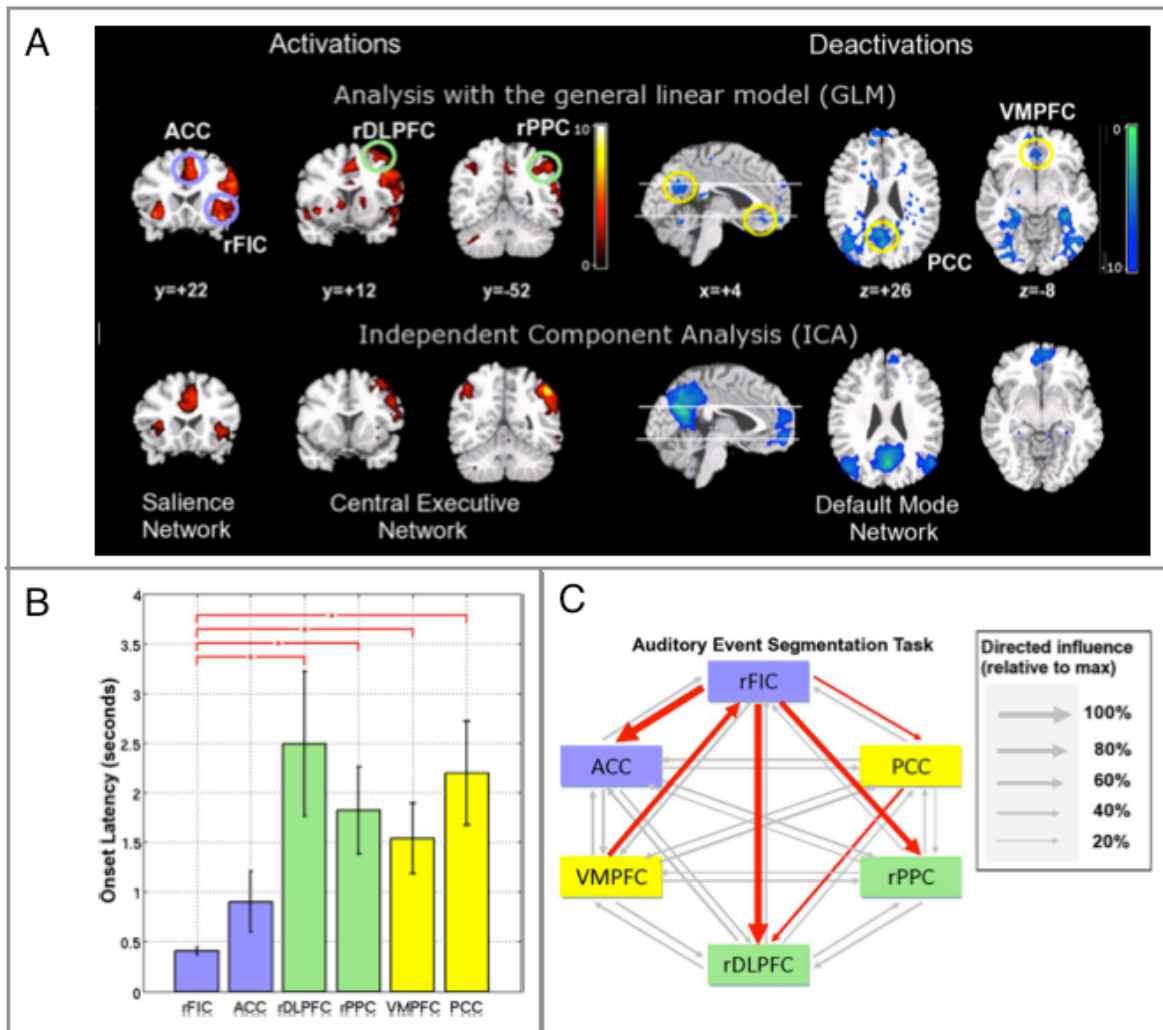 A
Activations
Deactivations
Analysis with the general linear model (GLM)
ACC
rDLPFC
rPPC
VMPFC
rFIC
PCC
10
0
0
-10
y=+22
y=+12
y=-52
x=+4
z=+26
z=-8
Independent Component Analysis (ICA)
Salience
Network
Central Executive
Network
Default Mode
Network
B
Onset Latency (seconds)
4
3.5
3
2.5
2
1.5
1
0.5
0
rFIC ACC rDLPFC rPPC VMPFC PCC
C
Auditory Event Segmentation Task
rFIC
ACC
PCC
VMPFC
rPPC
rDLPFC
Directed influence
(relative to max)
100%
80%
60%
40%
20%